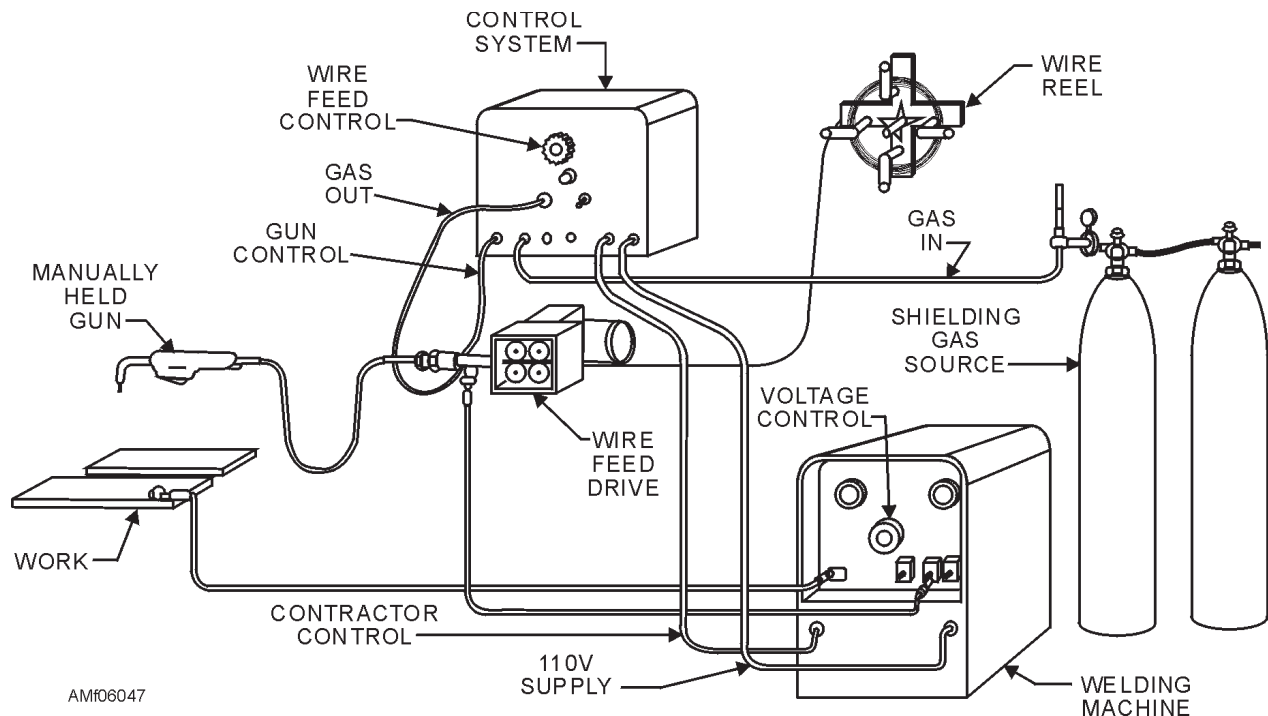 CONTROL
SYSTEM
WIRE
FEED
CONTROL
WIRE
REEL
GAS
OUT
GAS
IN
GUN
CONTROL
MANUALLY
HELD
GUN
SHIELDING
GAS
SOURCE
VOLTAGE
CONTROL
WIRE
FEED
DRIVE
WORK
CONTRACTOR
CONTROL
110V
SUPPLY
WELDING
MACHINE
AMf06047